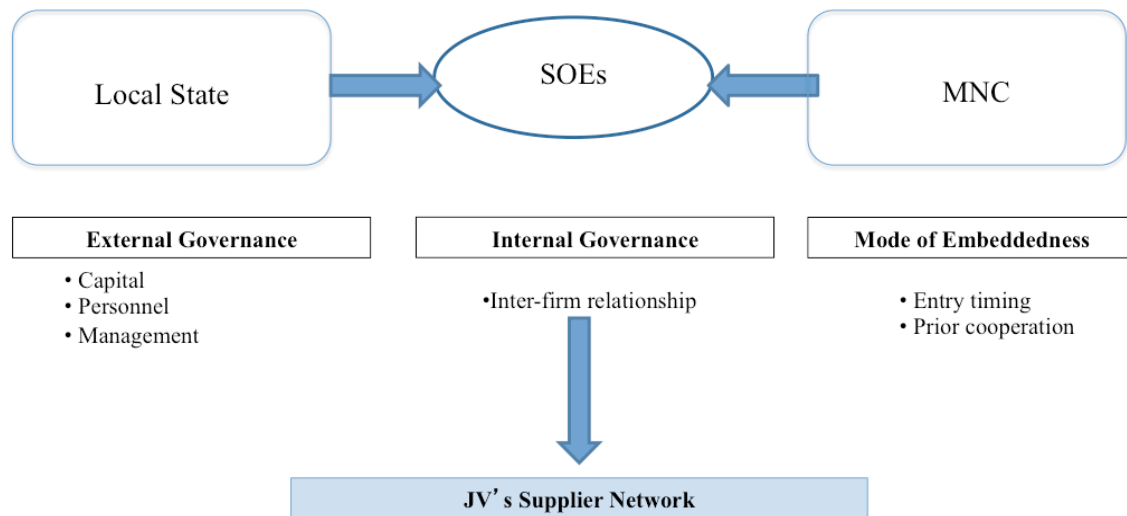 Local State
SOEs
MNC
External Governance
• Capital
• Personnel
• Management
Internal Governance
•Inter-firm relationship
Mode of Embeddedness
• Entry timing
• Prior cooperation
JV’s Supplier Network